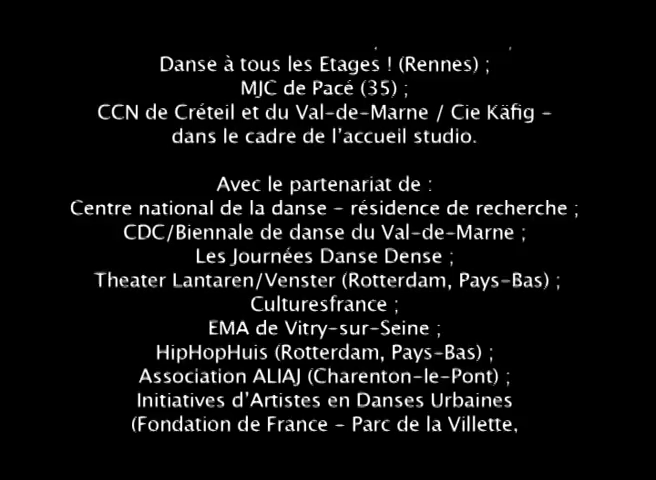 Danse à tous les Etages ! (Rennes) ;
MJC de Pacé (35) ;
CCN de Créteil et du Val-de-Marne / Cie Käfig -
dans le cadre de l'accueil studio.
Avec le partenariat de :
Centre national de la danse - résidence de recherche ;
CDC/Biennale de danse du Val-de-Marne ;
Les Journées Danse Dense ;
Theater Lantaren/Venster (Rotterdam, Pays-Bas) ;
Culturesfrance ;
EMA de Vitry-sur-Seine ;
HipHopHuis (Rotterdam, Pays-Bas) ;
Association ALIAJ (Charenton-le-Pont) ;
Initiatives d'Artistes en Danses Urbaines
(Fondation de France - Parc de la Villette,